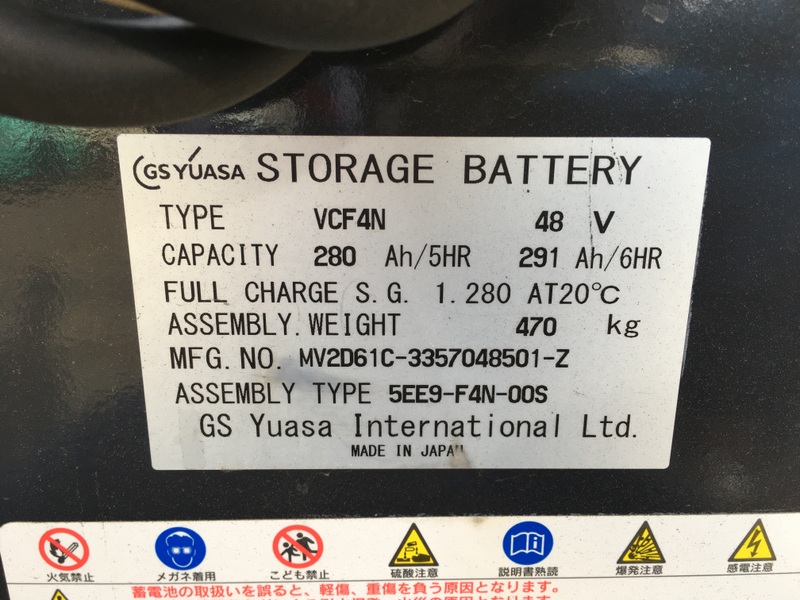 GS YUASA STORAGE BATTERY
TYPE VCF4N 48 V
CAPACITY 280 Ah/5HR 291 Ah/6HR
FULL CHARGE S.G. 1.280 AT20℃
ASSEMBLY.WEIGHT 470 kg
MFG.NO. MV2D61C-3357048501-Z
ASSEMBLY TYPE 5EE9-F4N-00S
GS Yuasa International Ltd.
MADE IN JAPAN
火気禁止 メガネ着用 こども禁止 硫酸注意 説明書熟読 爆発注意 感電注意
蓄電池の取扱いを誤ると、軽傷、重傷を負う原因となります。